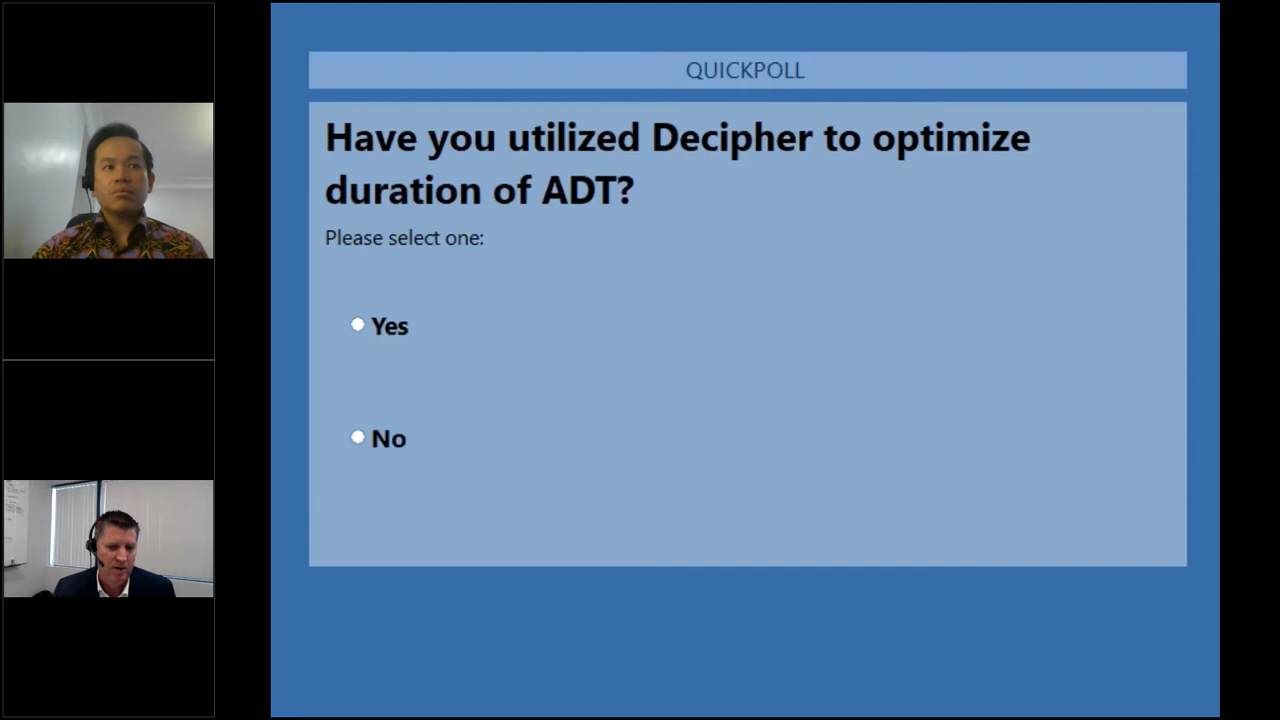 QUICKPOLL
Have you utilized Decipher to optimize
duration of ADT?
Please select one:
Yes
No